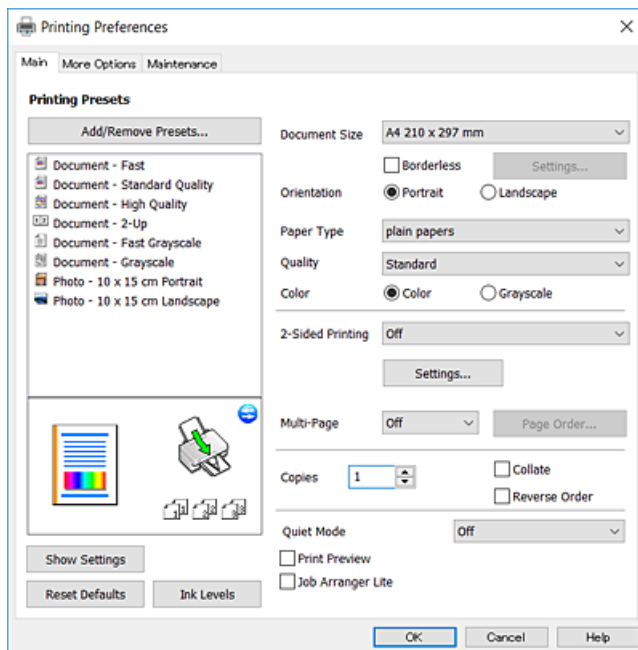 Printing Preferences
Main
More Options
Maintenance
Printing Presets
Add/Remove Presets...
Document - Fast
Document - Standard Quality
Document - High Quality
Document - 2-Up
Document - Fast Grayscale
Document - Grayscale
Photo - 10 x 15 cm Portrait
Photo - 10 x 15 cm Landscape
Show Settings
Reset Defaults
Ink Levels
Document Size
A4 210 x 297 mm
Borderless
Settings...
Orientation
Portrait
Landscape
Paper Type
plain papers
Quality
Standard
Color
Color
Grayscale
2-Sided Printing
Off
Settings...
Multi-Page
Off
Page Order...
Copies
1
Collate
Reverse Order
Quiet Mode
Off
Print Preview
Job Arranger Lite
OK
Cancel
Help